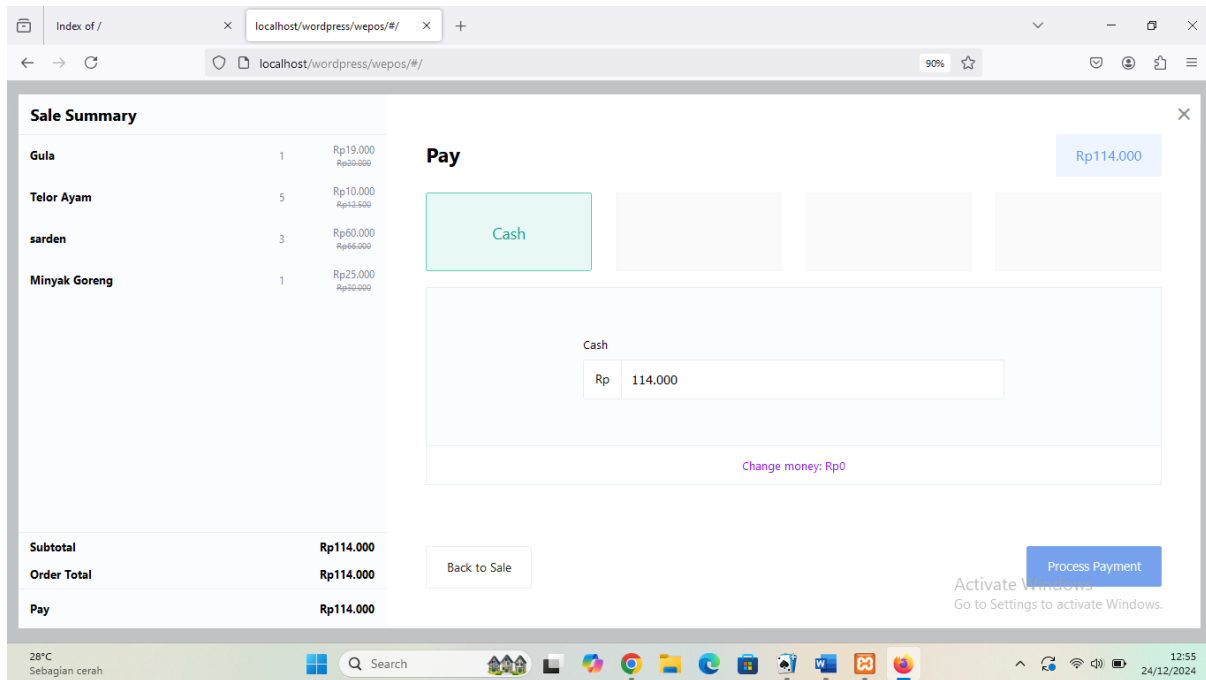 Index of /
localhost/wordpress/wepos/#/
localhost/wordpress/wepos/#/
90%
Sale Summary
Gula 1 Rp19.000
Rp20.000
Telor Ayam 5 Rp10.000
Rp12.500
sarden 3 Rp60.000
Rp66.000
Minyak Goreng 1 Rp25.000
Rp30.000
Subtotal Rp114.000
Order Total Rp114.000
Pay Rp114.000
Pay Rp114.000
Cash
Cash
Rp 114.000
Change money: Rp0
Back to Sale
Process Payment
Activate Windows
Go to Settings to activate Windows.
28°C
Sebagian cerah
Search
12:55
24/12/2024